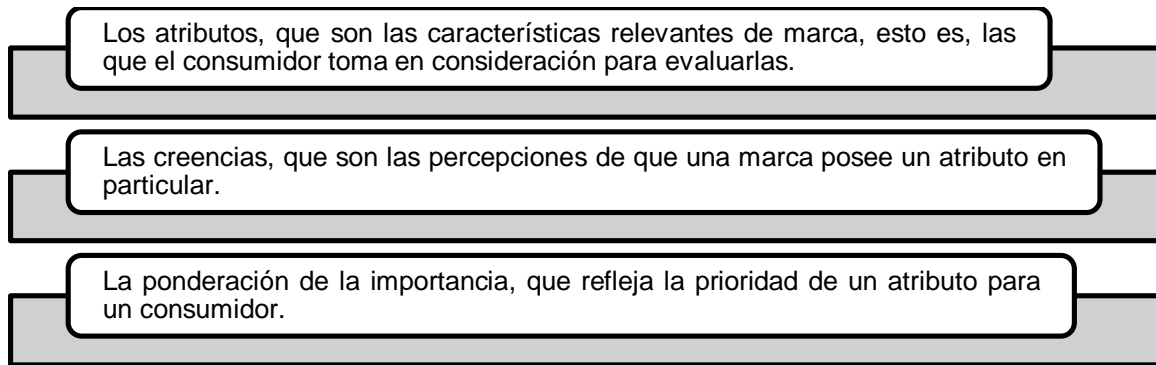 Los atributos, que son las características relevantes de marca, esto es, las
que el consumidor toma en consideración para evaluarlas.
Las creencias, que son las percepciones de que una marca posee un atributo en
particular.
La ponderación de la importancia, que refleja la prioridad de un atributo para
un consumidor.